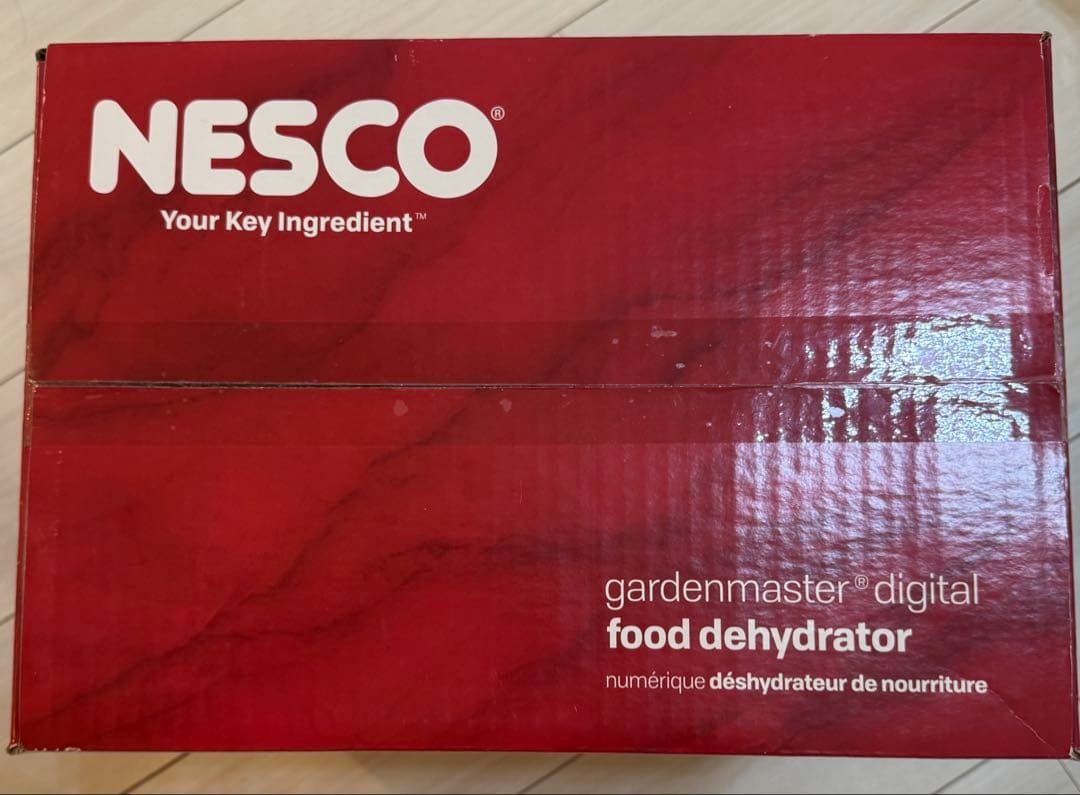 NESCO®
Your Key Ingredient™
gardenmaster® digital
food dehydrator
numérique déshydrateur de nourriture